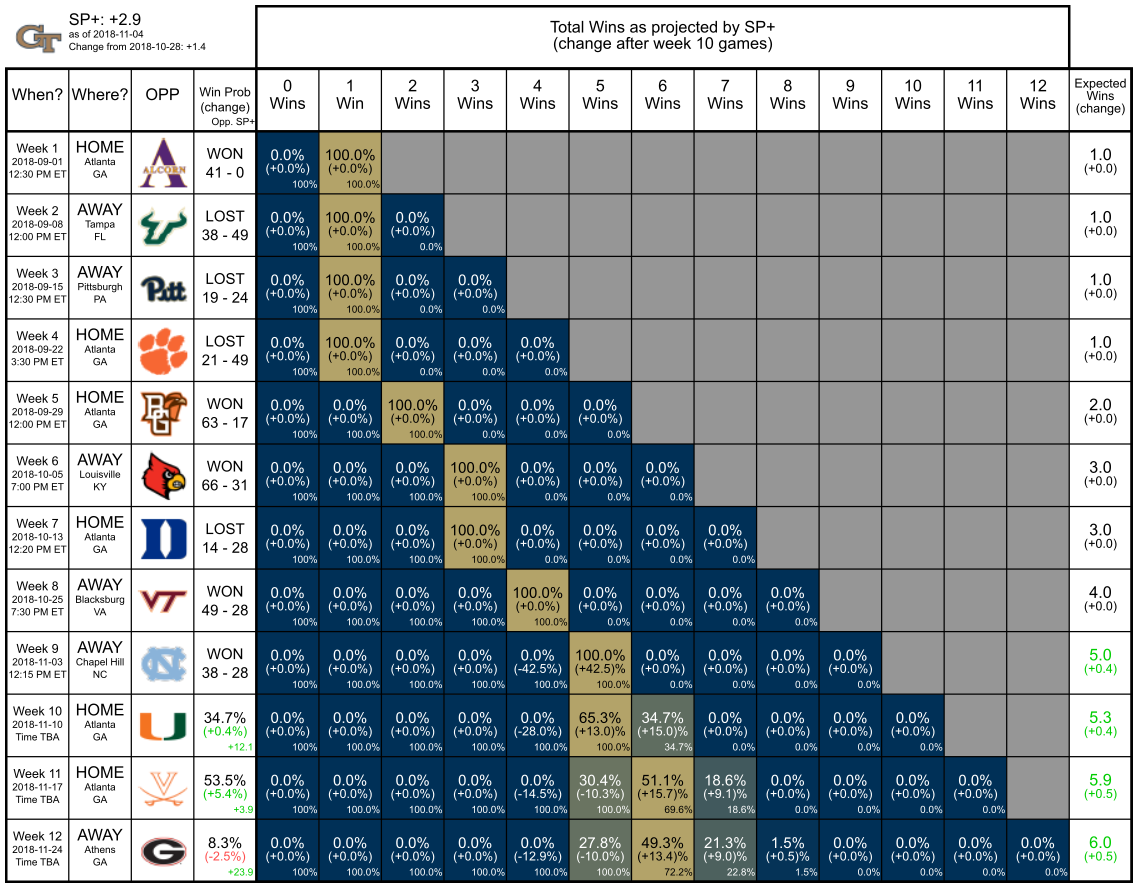 GT
SP+: +2.9
as of 2018-11-04
Change from 2018-10-28: +1.4
Total Wins as projected by SP+
(change after week 10 games)
When? Where? OPP Win Prob (change) Opp. SP+ 0 Wins 1 Win 2 Wins 3 Wins 4 Wins 5 Wins 6 Wins 7 Wins 8 Wins 9 Wins 10 Wins 11 Wins 12 Wins Expected Wins (change)
Week 1 HOME ALCORN WON 0.0% 100.0% 1.0
2018-09-01 Atlanta 41 - 0 (+0.0%) (+0.0%) (+0.0)
12:30 PM ET GA 100% 100.0%
Week 2 AWAY LOST 0.0% 100.0% 0.0% 1.0
2018-09-08 Tampa 38 - 49 (+0.0%) (+0.0%) (+0.0%) (+0.0)
12:00 PM ET FL 100% 100.0% 0.0%
Week 3 AWAY Pitt LOST 0.0% 100.0% 0.0% 0.0% 1.0
2018-09-15 Pittsburgh 19 - 24 (+0.0%) (+0.0%) (+0.0%) (+0.0%) (+0.0)
12:30 PM ET PA 100% 100.0% 0.0% 0.0%
Week 4 HOME LOST 0.0% 100.0% 0.0% 0.0% 0.0% 1.0
2018-09-22 Atlanta 21 - 49 (+0.0%) (+0.0%) (+0.0%) (+0.0%) (+0.0%) (+0.0)
3:30 PM ET GA 100% 100.0% 0.0% 0.0% 0.0%
Week 5 HOME BG WON 0.0% 0.0% 100.0% 0.0% 0.0% 0.0% 2.0
2018-09-29 Atlanta 63 - 17 (+0.0%) (+0.0%) (+0.0%) (+0.0%) (+0.0%) (+0.0%) (+0.0)
12:00 PM ET GA 100% 100.0% 100.0% 0.0% 0.0% 0.0%
Week 6 AWAY WON 0.0% 0.0% 0.0% 100.0% 0.0% 0.0% 0.0% 3.0
2018-10-05 Louisville 66 - 31 (+0.0%) (+0.0%) (+0.0%) (+0.0%) (+0.0%) (+0.0%) (+0.0%) (+0.0)
7:00 PM ET KY 100% 100.0% 100.0% 100.0% 0.0% 0.0% 0.0%
Week 7 HOME D LOST 0.0% 0.0% 0.0% 100.0% 0.0% 0.0% 0.0% 0.0% 3.0
2018-10-13 Atlanta 14 - 28 (+0.0%) (+0.0%) (+0.0%) (+0.0%) (+0.0%) (+0.0%) (+0.0%) (+0.0%) (+0.0)
12:20 PM ET GA 100% 100.0% 100.0% 100.0% 0.0% 0.0% 0.0% 0.0%
Week 8 AWAY VT WON 0.0% 0.0% 0.0% 0.0% 100.0% 0.0% 0.0% 0.0% 0.0% 4.0
2018-10-25 Blacksburg 49 - 28 (+0.0%) (+0.0%) (+0.0%) (+0.0%) (+0.0%) (+0.0%) (+0.0%) (+0.0%) (+0.0%) (+0.0)
7:30 PM ET VA 100% 100.0% 100.0% 100.0% 100.0% 0.0% 0.0% 0.0% 0.0%
Week 9 AWAY NC WON 0.0% 0.0% 0.0% 0.0% 0.0% 100.0% 0.0% 0.0% 0.0% 0.0% 5.0
2018-11-03 Chapel Hill 38 - 28 (+0.0%) (+0.0%) (+0.0%) (+0.0%) (-42.5%) (+42.5)% (+0.0%) (+0.0%) (+0.0%) (+0.0%) (+0.4)
12:15 PM ET NC 100% 100.0% 100.0% 100.0% 100.0% 100.0% 0.0% 0.0% 0.0% 0.0%
Week 10 HOME U 34.7% 0.0% 0.0% 0.0% 0.0% 0.0% 65.3% 34.7% 0.0% 0.0% 0.0% 0.0% 5.3
2018-11-10 Atlanta (+0.4%) (+0.0%) (+0.0%) (+0.0%) (+0.0%) (-28.0%) (+13.0)% (+15.0)% (+0.0%) (+0.0%) (+0.0%) (+0.0%) (+0.4)
Time TBA GA +12.1 100% 100.0% 100.0% 100.0% 100.0% 100.0% 34.7% 0.0% 0.0% 0.0% 0.0%
Week 11 HOME V 53.5% 0.0% 0.0% 0.0% 0.0% 0.0% 30.4% 51.1% 18.6% 0.0% 0.0% 0.0% 0.0% 5.9
2018-11-17 Atlanta (+5.4%) (+0.0%) (+0.0%) (+0.0%) (+0.0%) (-14.5%) (-10.3%) (+15.7)% (+9.1)% (+0.0%) (+0.0%) (+0.0%) (+0.0%) (+0.5)
Time TBA GA +3.9 100% 100.0% 100.0% 100.0% 100.0% 100.0% 69.6% 18.6% 0.0% 0.0% 0.0% 0.0%
Week 12 AWAY G 8.3% 0.0% 0.0% 0.0% 0.0% 0.0% 27.8% 49.3% 21.3% 1.5% 0.0% 0.0% 0.0% 0.0% 6.0
2018-11-24 Athens (-2.5%) (+0.0%) (+0.0%) (+0.0%) (+0.0%) (-12.9%) (-10.0%) (+13.4)% (+9.0)% (+0.5)% (+0.0%) (+0.0%) (+0.0%) (+0.0%) (+0.5)
Time TBA GA +23.9 100% 100.0% 100.0% 100.0% 100.0% 100.0% 72.2% 22.8% 1.5% 0.0% 0.0% 0.0% 0.0%